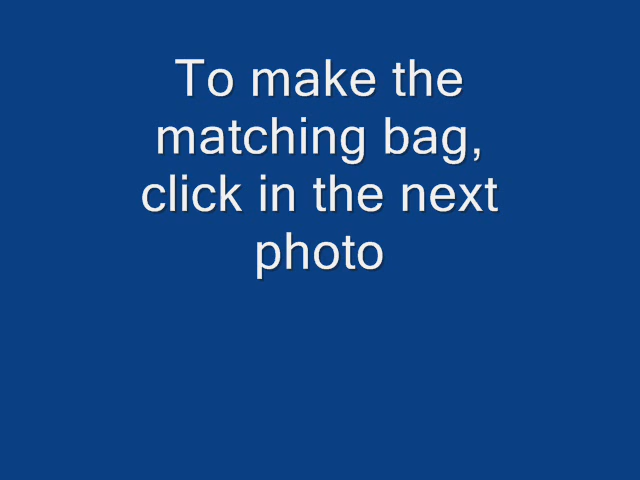 To make the
matching bag,
click in the next
photo